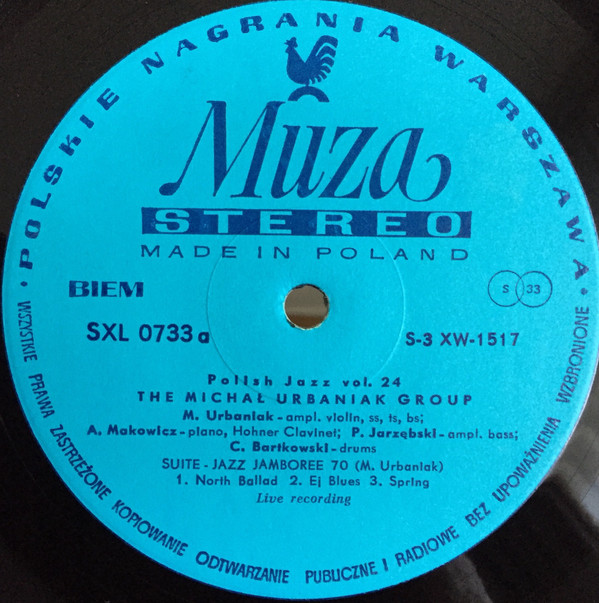 POLSKIE NAGRANIA WARSZAWA
Muza
STEREO
MADE IN POLAND
BIEM
S 33
SXL 0733 a
S-3 XW-1517
Polish Jazz vol. 24
THE MICHAŁ URBANIAK GROUP
M. Urbaniak - ampl. violin, ss, ts, bs;
A. Makowicz - piano, Hohner Clavinet; P. Jarzębski - ampl. bass;
C. Bartkowski - drums
SUITE - JAZZ JAMBOREE 70 (M. Urbaniak)
1. North Ballad 2. Ej Blues 3. Spring
Live recording
WSZYSTKIE PRAWA ZASTRZEŻONE KOPIOWANIE ODTWARZANIE PUBLICZNE I RADIOWE BEZ UPOWAŻNIENIA WZBRONIONE